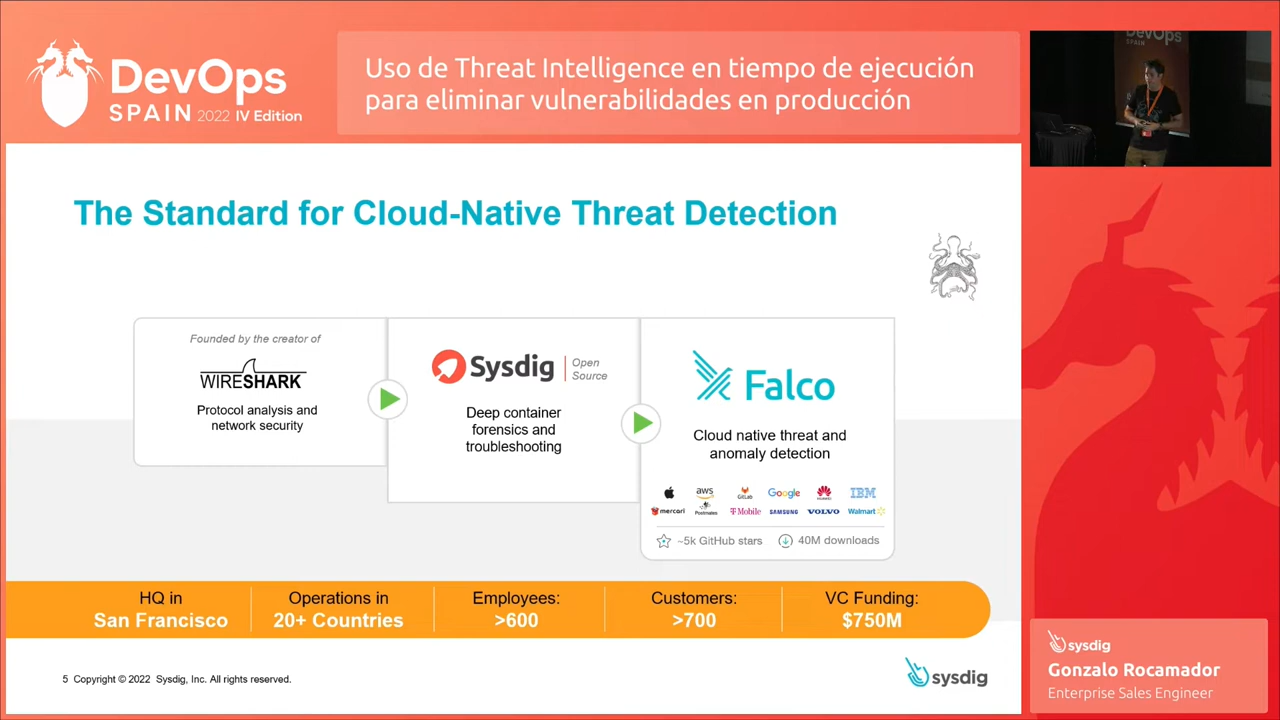 DevOps
SPAIN 2022 IV Edition
Uso de Threat Intelligence en tiempo de ejecución
para eliminar vulnerabilidades en producción
DevOps
SPAIN
The Standard for Cloud-Native Threat Detection
Founded by the creator of
WIRESHARK
Protocol analysis and
network security
Sysdig
Open
Source
Deep container
forensics and
troubleshooting
Falco
Cloud native threat and
anomaly detection
aws
GitLab
Google
HUAWEI
IBM
mercari
Postmates
T Mobile
SAMSUNG
VOLVO
Walmart
~5k GitHub stars
40M downloads
HQ in
San Francisco
Operations in
20+ Countries
Employees:
>600
Customers:
>700
VC Funding:
$750M
5 Copyright © 2022 Sysdig, Inc. All rights reserved.
sysdig
sysdig
Gonzalo Rocamador
Enterprise Sales Engineer